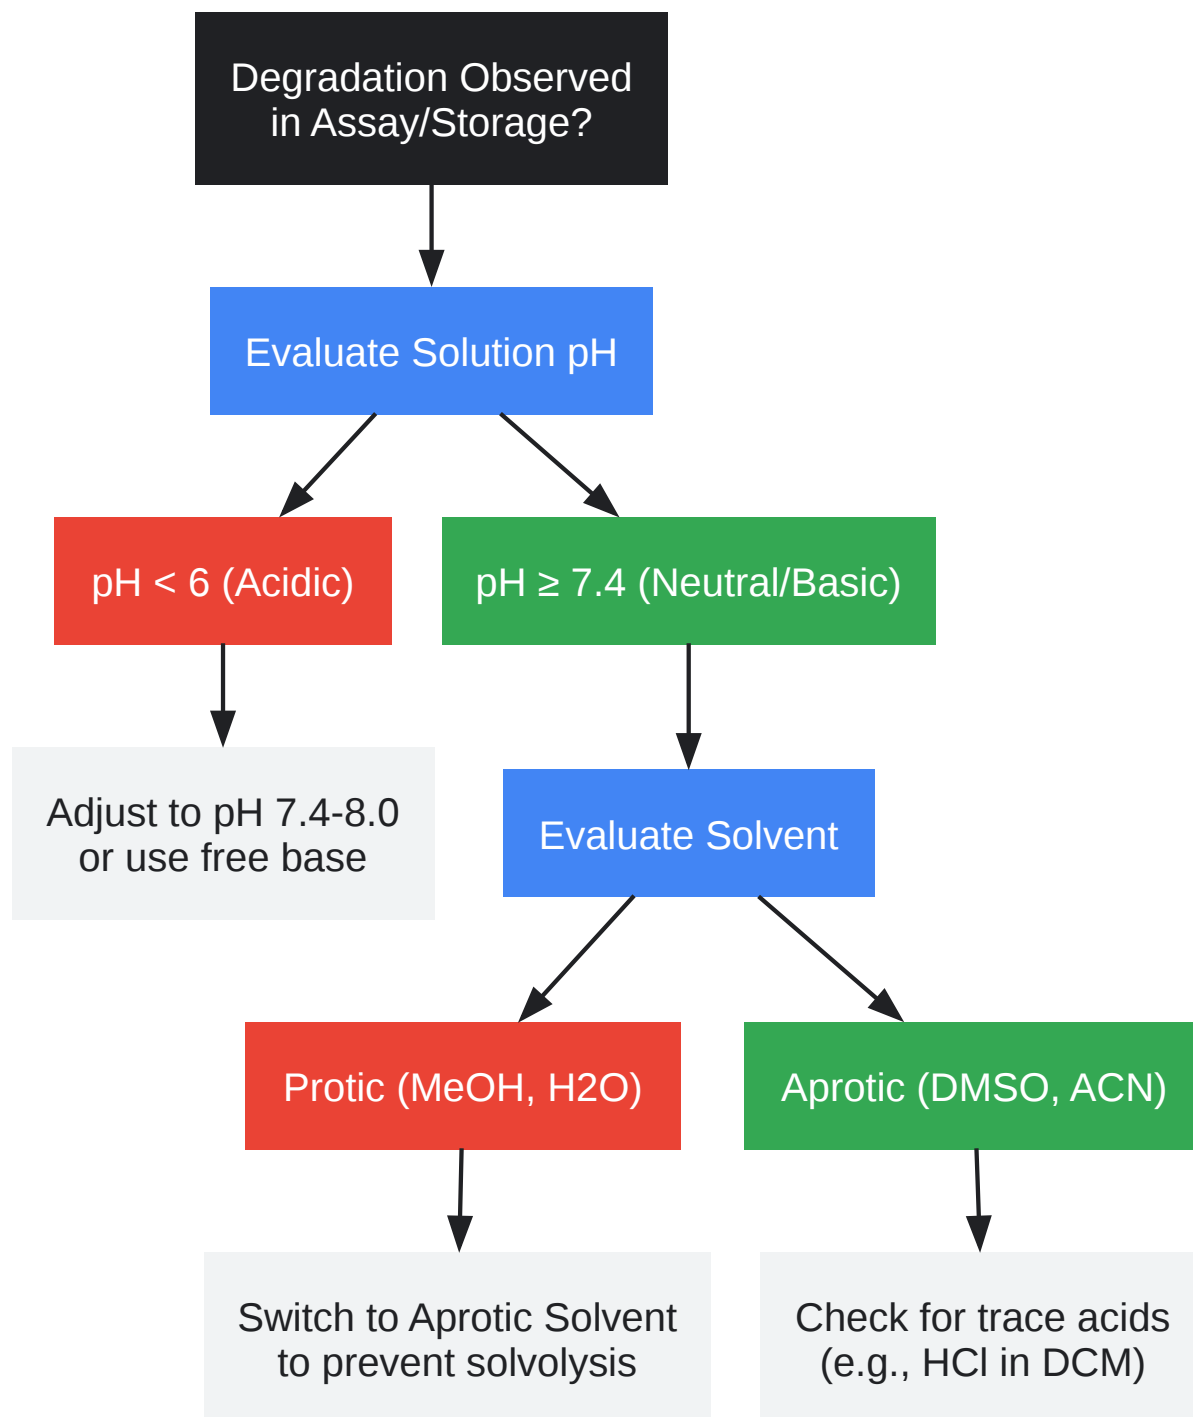 Degradation Observed
in Assay/Storage?
Evaluate Solution pH
pH < 6 (Acidic)
pH ≥ 7.4 (Neutral/Basic)
Adjust to pH 7.4-8.0
or use free base
Evaluate Solvent
Protic (MeOH, H2O)
Aprotic (DMSO, ACN)
Switch to Aprotic Solvent
to prevent solvolysis
Check for trace acids
(e.g., HCl in DCM)